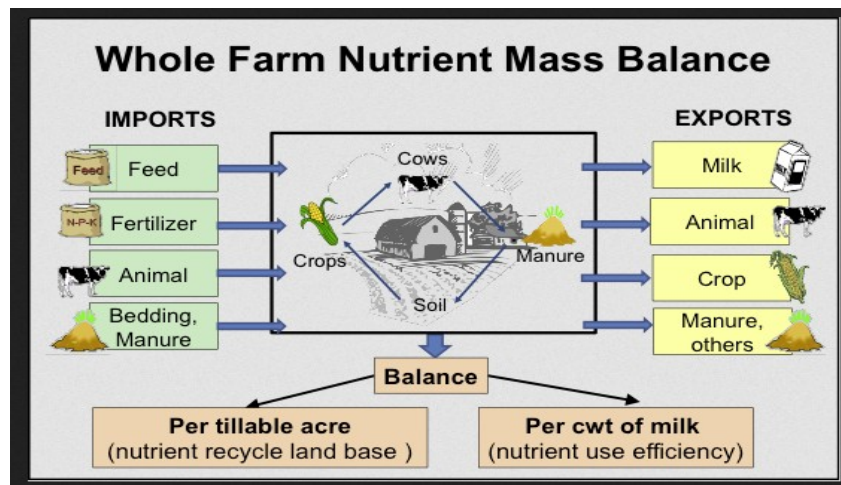 Whole Farm Nutrient Mass Balance
IMPORTS
Feed
Feed
N-P-K
Fertilizer
Animal
Bedding,
Manure
Cows
Crops
Manure
Soil
EXPORTS
Milk
Animal
Crop
Manure,
others
Balance
Per tillable acre
(nutrient recycle land base )
Per cwt of milk
(nutrient use efficiency)